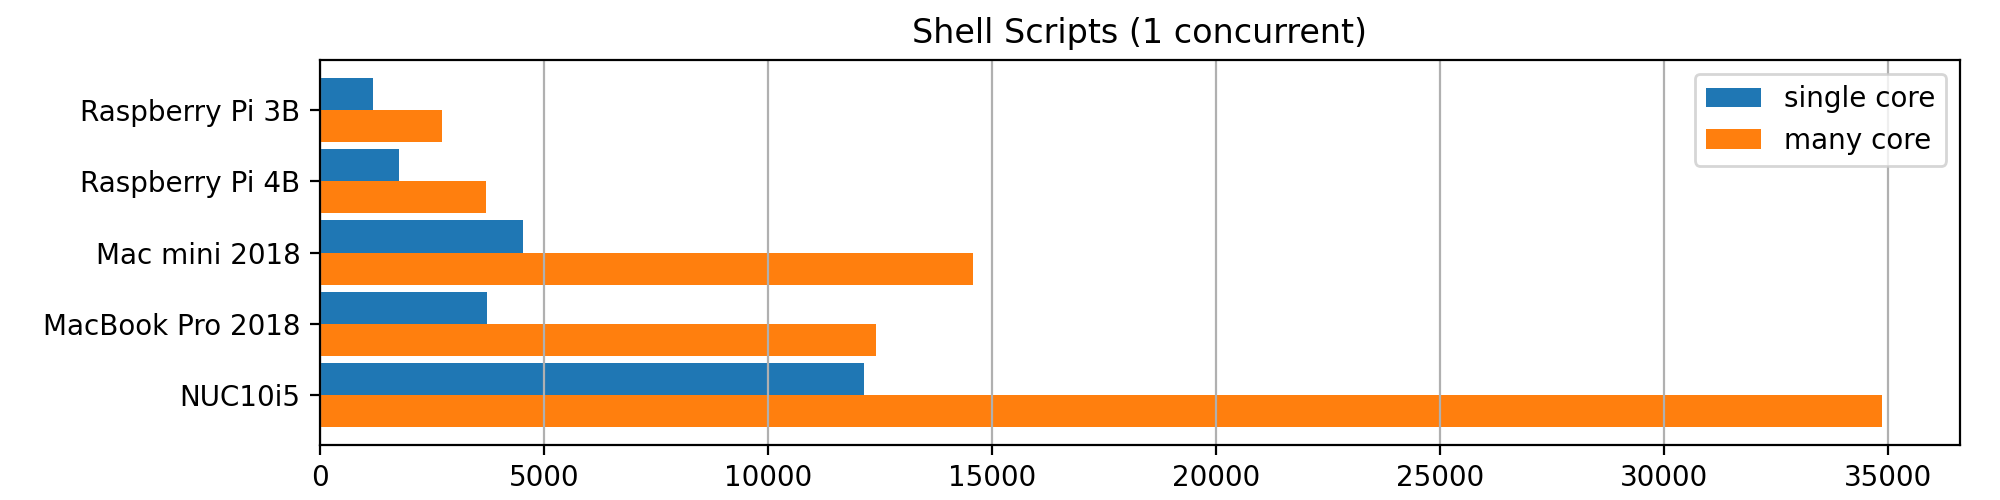 Shell Scripts (1 concurrent)
single core
many core
Raspberry Pi 3B
Raspberry Pi 4B
Mac mini 2018
MacBook Pro 2018
NUC10i5
0 5000 10000 15000 20000 25000 30000 35000